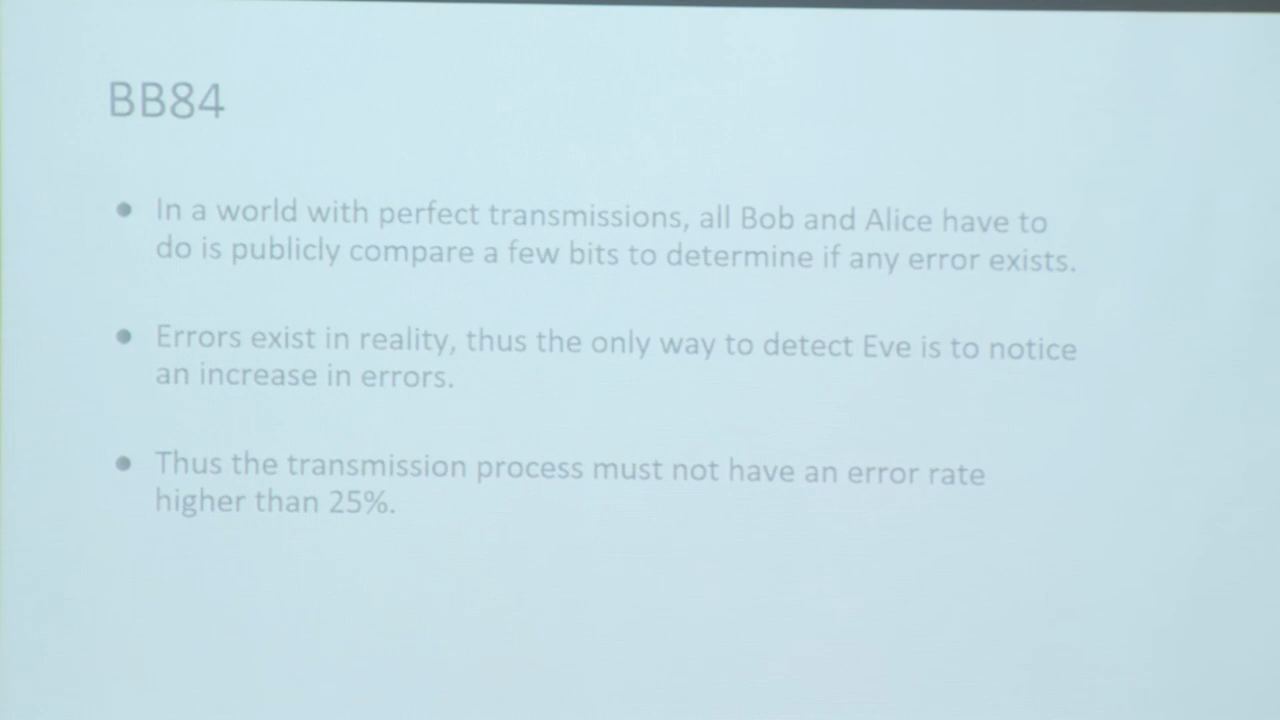 BB84
● In a world with perfect transmissions, all Bob and Alice have to
do is publicly compare a few bits to determine if any error exists.
● Errors exist in reality, thus the only way to detect Eve is to notice
an increase in errors.
● Thus the transmission process must not have an error rate
higher than 25%.